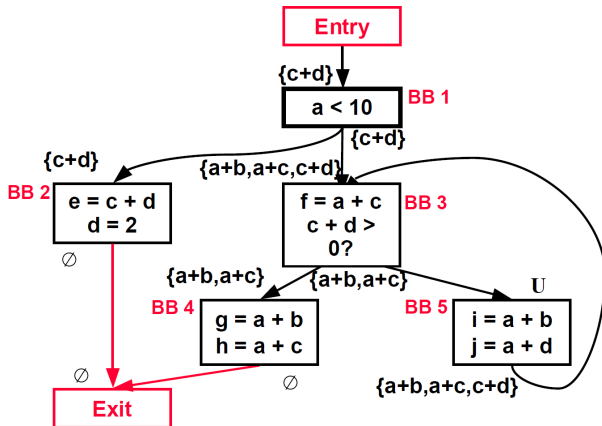 Entry
{c+d}
a < 10
BB 1
{c+d}
{c+d}
{a+b,a+c,c+d}
BB 2
e = c + d
d = 2
∅
f = a + c
c + d >
0?
BB 3
{a+b,a+c}
{a+b,a+c}
U
BB 4
g = a + b
h = a + c
BB 5
i = a + b
j = a + d
∅
∅
{a+b,a+c,c+d}
Exit